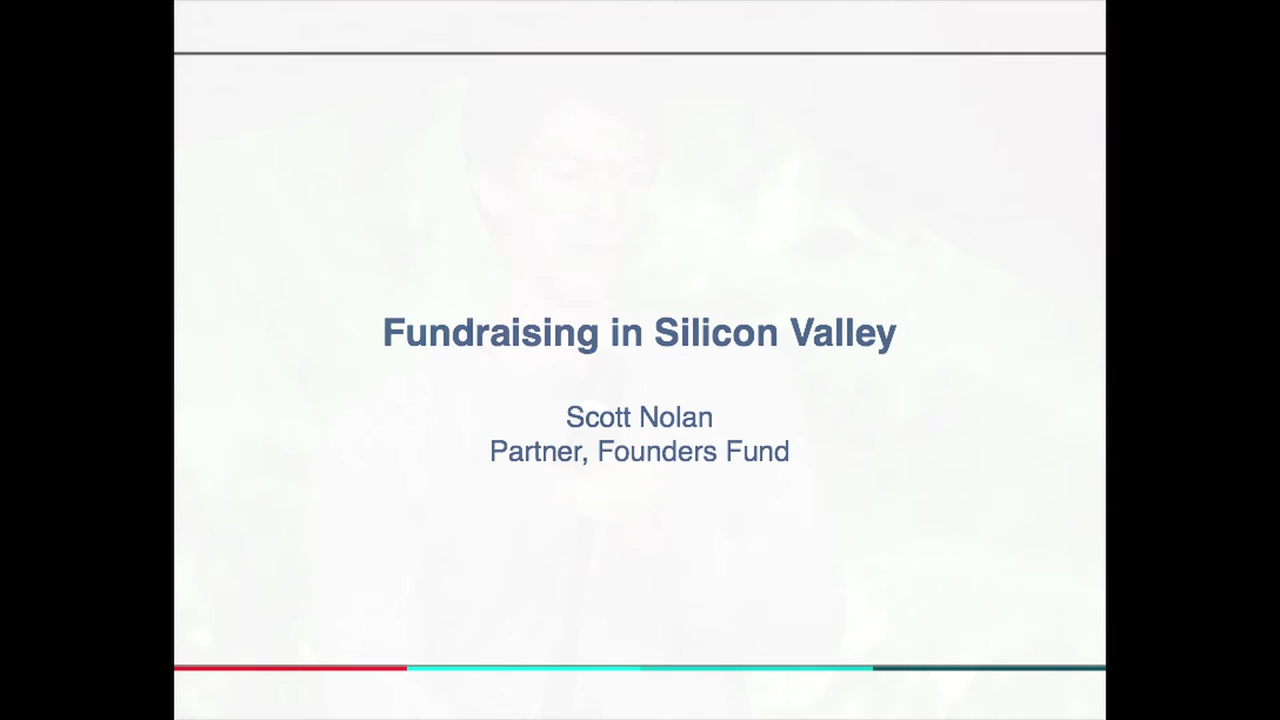 Fundraising in Silicon Valley
Scott Nolan
Partner, Founders Fund